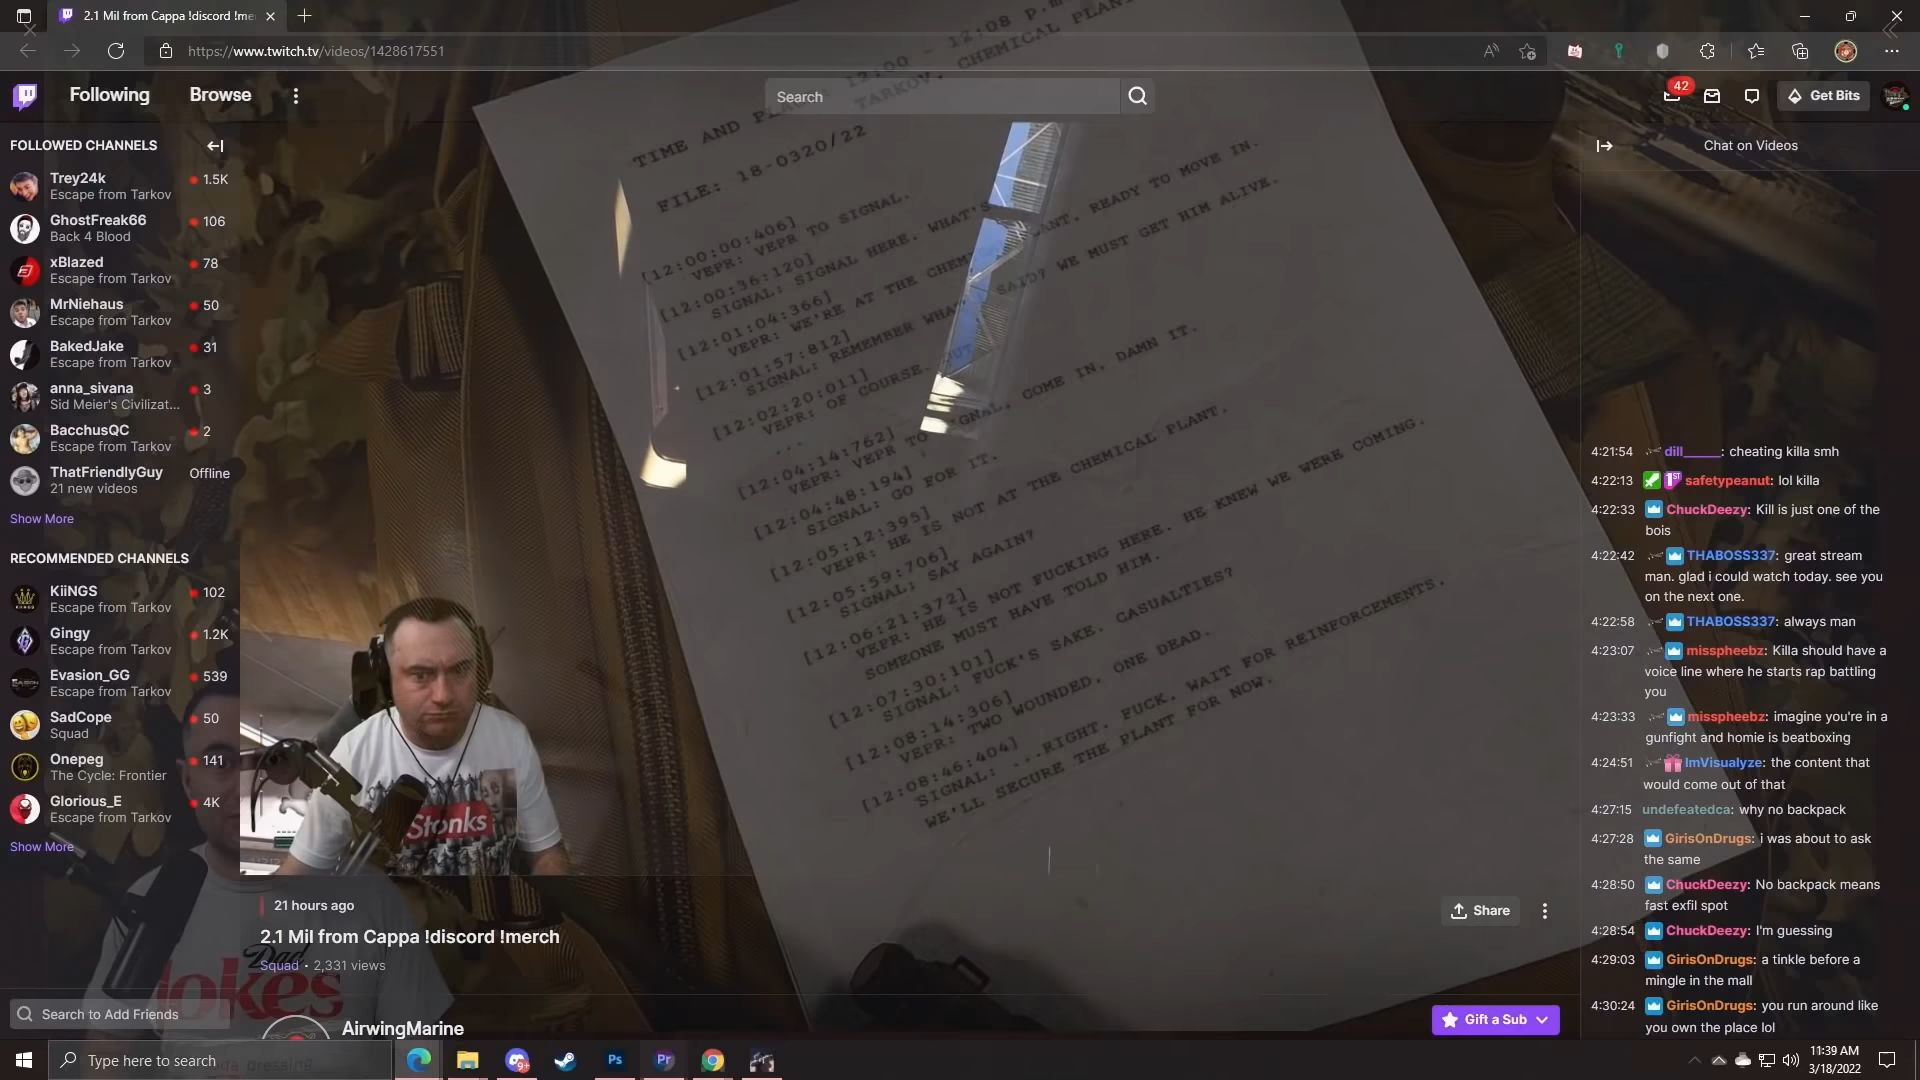 2.1 Mil from Cappa !discord !me
https://www.twitch.tv/videos/1428617551
Following
Browse
Search
42
Get Bits
FOLLOWED CHANNELS
Trey24k
1.5K
Escape from Tarkov
GhostFreak66
106
Back 4 Blood
xBlazed
78
Escape from Tarkov
MrNiehaus
50
Escape from Tarkov
BakedJake
31
Escape from Tarkov
anna_sivana
3
Sid Meier's Civilizat...
BacchusQC
2
Escape from Tarkov
ThatFriendlyGuy
Offline
21 new videos
Show More
RECOMMENDED CHANNELS
KiiNGS
102
Escape from Tarkov
Gingy
1.2K
Escape from Tarkov
Evasion_GG
539
Escape from Tarkov
SadCope
50
Squad
Onepeg
141
The Cycle: Frontier
Glorious_E
4K
Escape from Tarkov
Show More
Search to Add Friends
TIME AND 12:00 - 12:08 P.M
TARKOV, CHEMICAL PLANT
FILE: 18-0320/22
[12:00:00:406]
VEPR: VEPR TO SIGNAL.
[12:00:36:120]
SIGNAL: SIGNAL HERE. WHAT'S
[12:01:04:366]
VEPR: WE'RE AT THE PLANT. READY TO MOVE IN.
[12:01:57:812]
SIGNAL: REMEMBER WHAT SAID? WE MUST GET HIM ALIVE.
[12:02:20:011]
VEPR: OF COURSE. OUT
...
[12:04:14:762]
VEPR: VEPR TO SIGNAL, COME IN, DAMN IT.
[12:04:48:194]
SIGNAL: GO FOR IT.
[12:05:12:395]
VEPR: HE IS NOT AT THE CHEMICAL PLANT.
[12:05:59:706]
SIGNAL: SAY AGAIN?
[12:06:21:372]
VEPR: HE IS NOT FUCKING HERE. HE KNEW WE WERE COMING.
SOMEONE MUST HAVE TOLD HIM.
[12:07:30:101]
SIGNAL: FUCK'S SAKE. CASUALTIES?
[12:08:14:306]
VEPR: TWO WOUNDED. ONE DEAD.
[12:08:46:404]
SIGNAL: ...RIGHT. FUCK. WAIT FOR REINFORCEMENTS.
WE'LL SECURE THE PLANT FOR NOW.
Stonks
21 hours ago
2.1 Mil from Cappa !discord !merch
Squad • 2,331 views
Dad
Jokes
Share
AirwingMarine
Gift a Sub
Chat on Videos
4:21:54 dill_____: cheating killa smh
4:22:13 1ST safetypeanut: lol killa
4:22:33 ChuckDeezy: Kill is just one of the
bois
4:22:42 THABOSS337: great stream
man. glad i could watch today. see you
on the next one.
4:22:58 THABOSS337: always man
4:23:07 misspheebz: Killa should have a
voice line where he starts rap battling
you
4:23:33 misspheebz: imagine you're in a
gunfight and homie is beatboxing
4:24:51 ImVisualyze: the content that
would come out of that
4:27:15 undefeatedca: why no backpack
4:27:28 GirisOnDrugs: i was about to ask
the same
4:28:50 ChuckDeezy: No backpack means
fast exfil spot
4:28:54 ChuckDeezy: I'm guessing
4:29:03 GirisOnDrugs: a tinkle before a
mingle in the mall
4:30:24 GirisOnDrugs: you run around like
you own the place lol
Type here to search
9+
Ps
Pr
11:39 AM
3/18/2022